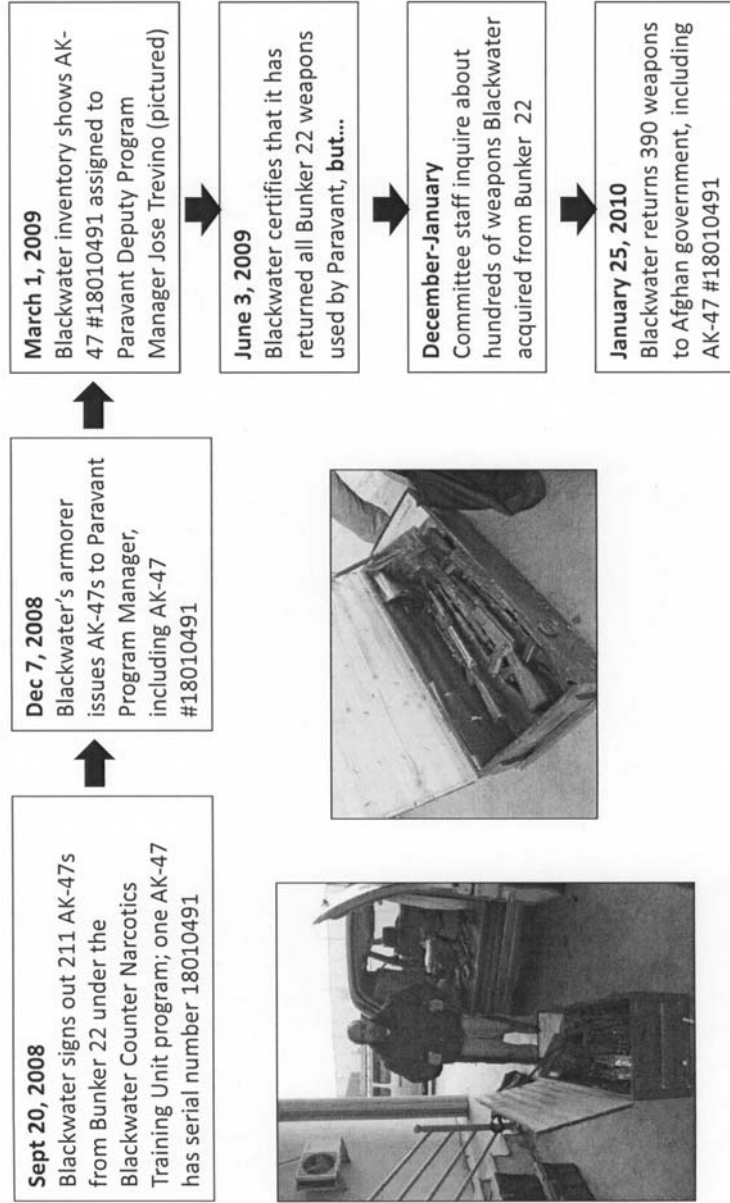 Sept 20, 2008
Blackwater signs out 211 AK-47s
from Bunker 22 under the
Blackwater Counter Narcotics
Training Unit program; one AK-47
has serial number 18010491
Dec 7, 2008
Blackwater's armorer
issues AK-47s to Paravant
Program Manager,
including AK-47
#18010491
March 1, 2009
Blackwater inventory shows AK-
47 #18010491 assigned to
Paravant Deputy Program
Manager Jose Trevino (pictured)
June 3, 2009
Blackwater certifies that it has
returned all Bunker 22 weapons
used by Paravant, but...
December-January
Committee staff inquire about
hundreds of weapons Blackwater
acquired from Bunker 22
January 25, 2010
Blackwater returns 390 weapons
to Afghan government, including
AK-47 #18010491